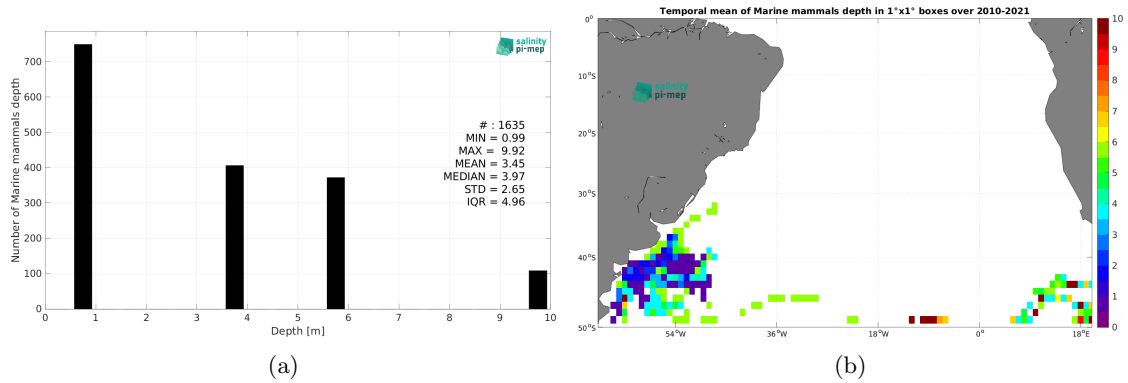 700
600
500
400
300
200
100
0
Number of Marine mammals depth
salinity
pi-mep
# : 1635
MIN = 0.99
MAX = 9.92
MEAN = 3.45
MEDIAN = 3.97
STD = 2.65
IQR = 4.96
0 1 2 3 4 5 6 7 8 9 10
Depth [m]
(a)
Temporal mean of Marine mammals depth in 1°x1° boxes over 2010-2021
0°
10°S
20°S
30°S
40°S
50°S
salinity
pi-mep
54°W 36°W 18°W 0° 18°E
10
9
8
7
6
5
4
3
2
1
0
(b)